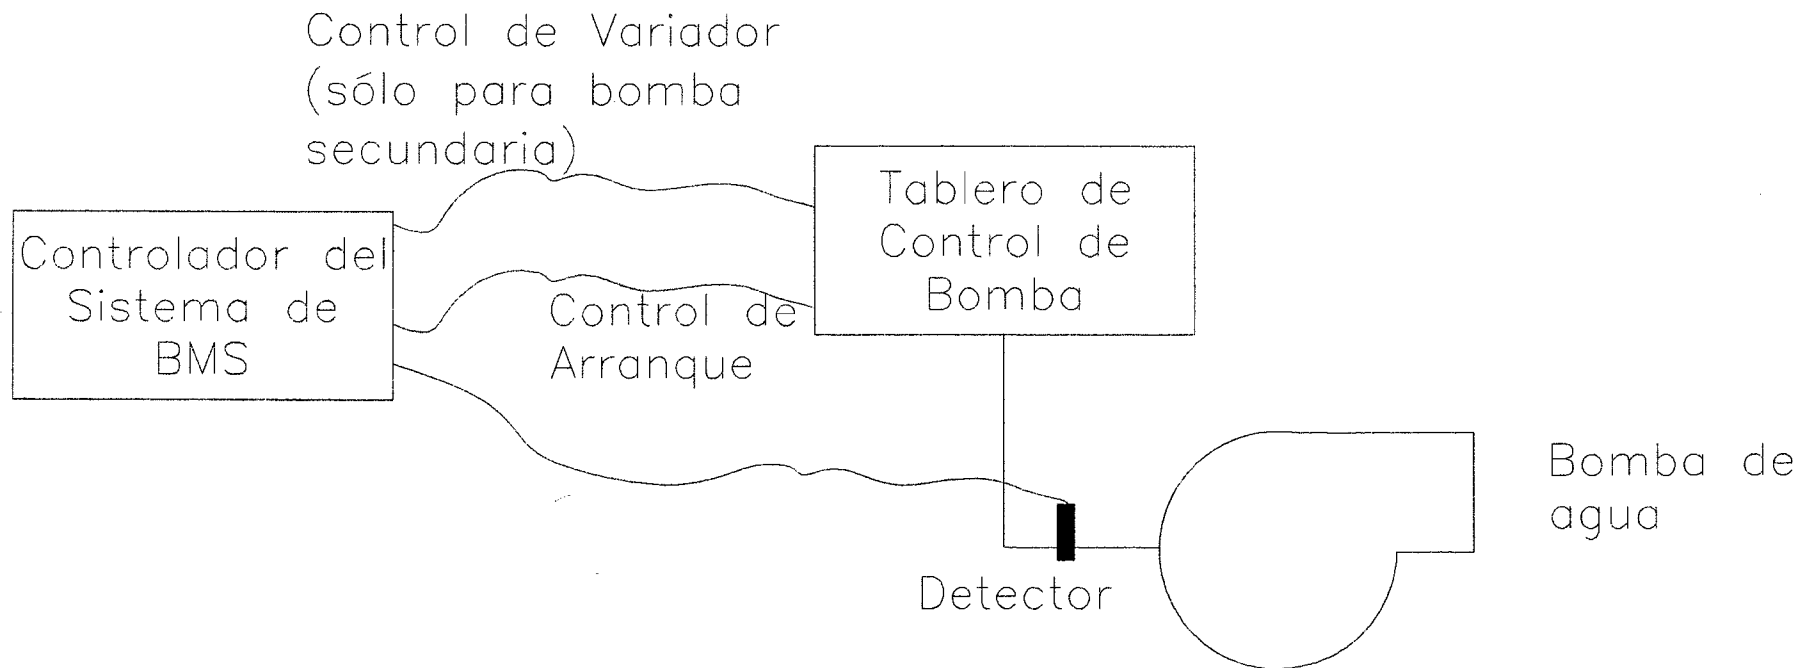 Control de Variador
(sólo para bomba
secundaria)
Tablero de
Control de
Bomba
Controlador del
Sistema de
BMS
Control de
Arranque
Bomba de
agua
Detector